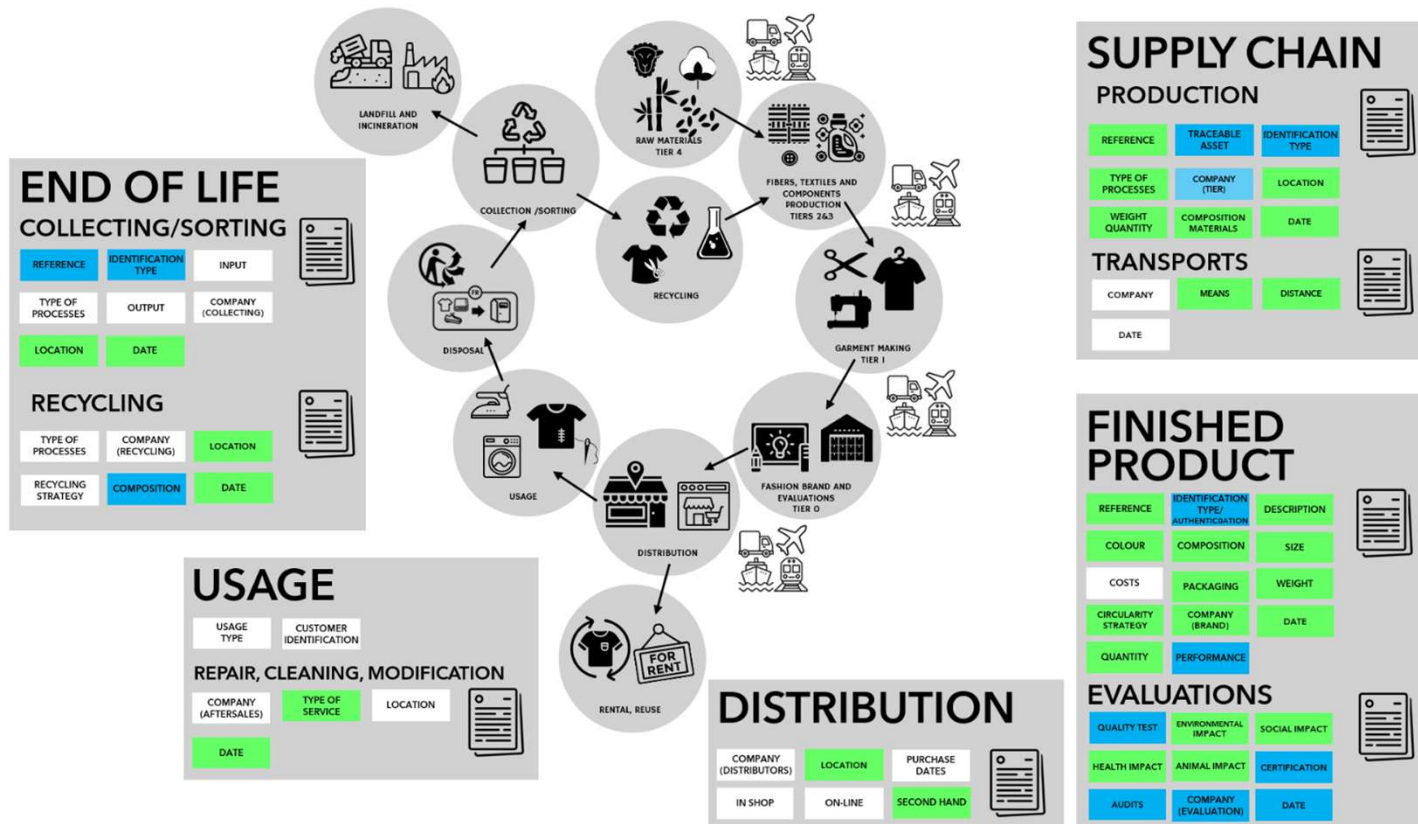 LANDFILL AND
INCINERATION
COLLECTION /SORTING
RAW MATERIALS
TIER 4
FIBERS, TEXTILES AND
COMPONENTS
PRODUCTION
TIERS 2&3
RECYCLING
FR
DISPOSAL
GARMENT MAKING
TIER 1
USAGE
FASHION BRAND AND
EVALUATIONS
TIER 0
DISTRIBUTION
FOR
RENT
RENTAL, REUSE
END OF LIFE
COLLECTING/SORTING
REFERENCE
IDENTIFICATION
TYPE
INPUT
TYPE OF
PROCESSES
OUTPUT
COMPANY
(COLLECTING)
LOCATION
DATE
RECYCLING
TYPE OF
PROCESSES
COMPANY
(RECYCLING)
LOCATION
RECYCLING
STRATEGY
COMPOSITION
DATE
USAGE
USAGE
TYPE
CUSTOMER
IDENTIFICATION
REPAIR, CLEANING, MODIFICATION
COMPANY
(AFTERSALES)
TYPE OF
SERVICE
LOCATION
DATE
DISTRIBUTION
COMPANY
(DISTRIBUTORS)
LOCATION
PURCHASE
DATES
IN SHOP
ON-LINE
SECOND HAND
SUPPLY CHAIN
PRODUCTION
REFERENCE
TRACEABLE
ASSET
IDENTIFICATION
TYPE
TYPE OF
PROCESSES
COMPANY
(TIER)
LOCATION
WEIGHT
QUANTITY
COMPOSITION
MATERIALS
DATE
TRANSPORTS
COMPANY
MEANS
DISTANCE
DATE
FINISHED
PRODUCT
REFERENCE
IDENTIFICATION
TYPE/
AUTHENTICOATION
DESCRIPTION
COLOUR
COMPOSITION
SIZE
COSTS
PACKAGING
WEIGHT
CIRCULARITY
STRATEGY
COMPANY
(BRAND)
DATE
QUANTITY
PERFORMANCE
EVALUATIONS
QUALITY TEST
ENVIRONMENTAL
IMPACT
SOCIAL IMPACT
HEALTH IMPACT
ANIMAL IMPACT
CERTIFICATION
AUDITS
COMPANY
(EVALUATION)
DATE